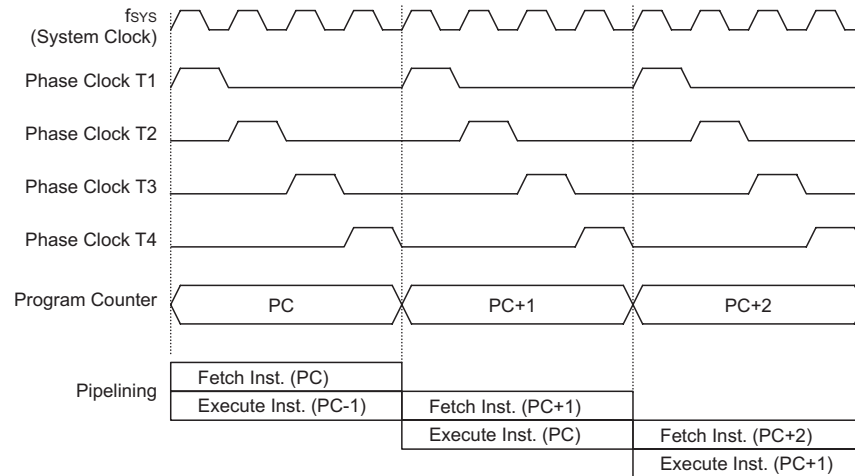 fSYS
(System Clock)
Phase Clock T1
Phase Clock T2
Phase Clock T3
Phase Clock T4
Program Counter
PC
PC+1
PC+2
Pipelining
Fetch Inst. (PC)
Execute Inst. (PC-1)
Fetch Inst. (PC+1)
Execute Inst. (PC)
Fetch Inst. (PC+2)
Execute Inst. (PC+1)